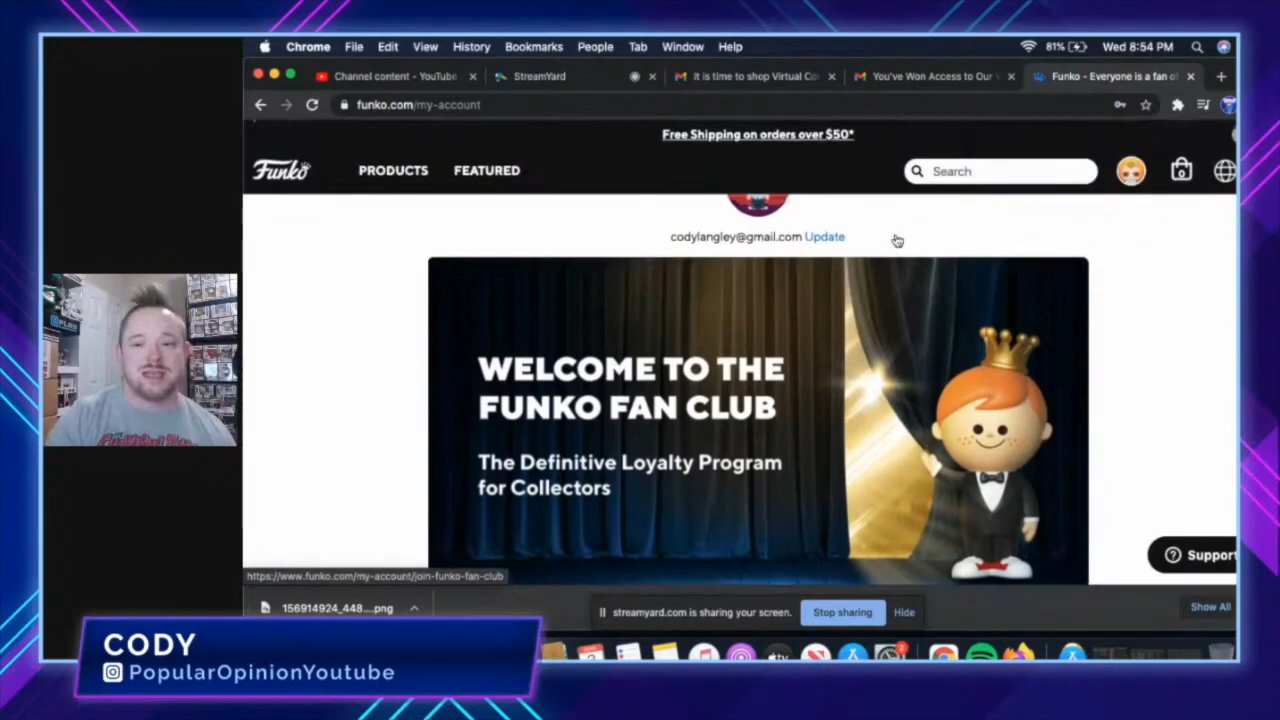 Chrome File Edit View History Bookmarks People Tab Window Help 81% Wed 8:54 PM
Channel content - YouTube StreamYard It is time to shop Virtual Co You've Won Access to Our Funko - Everyone is a fan of
funko.com/my-account
Free Shipping on orders over $50*
Funko PRODUCTS FEATURED Search 0
codylangley@gmail.com Update
WELCOME TO THE
FUNKO FAN CLUB
The Definitive Loyalty Program
for Collectors
Support
https://www.funko.com/my-account/join-funko-fan-club
156914924_448....png streamyard.com is sharing your screen. Stop sharing Hide Show All
CODY
PopularOpinionYoutube